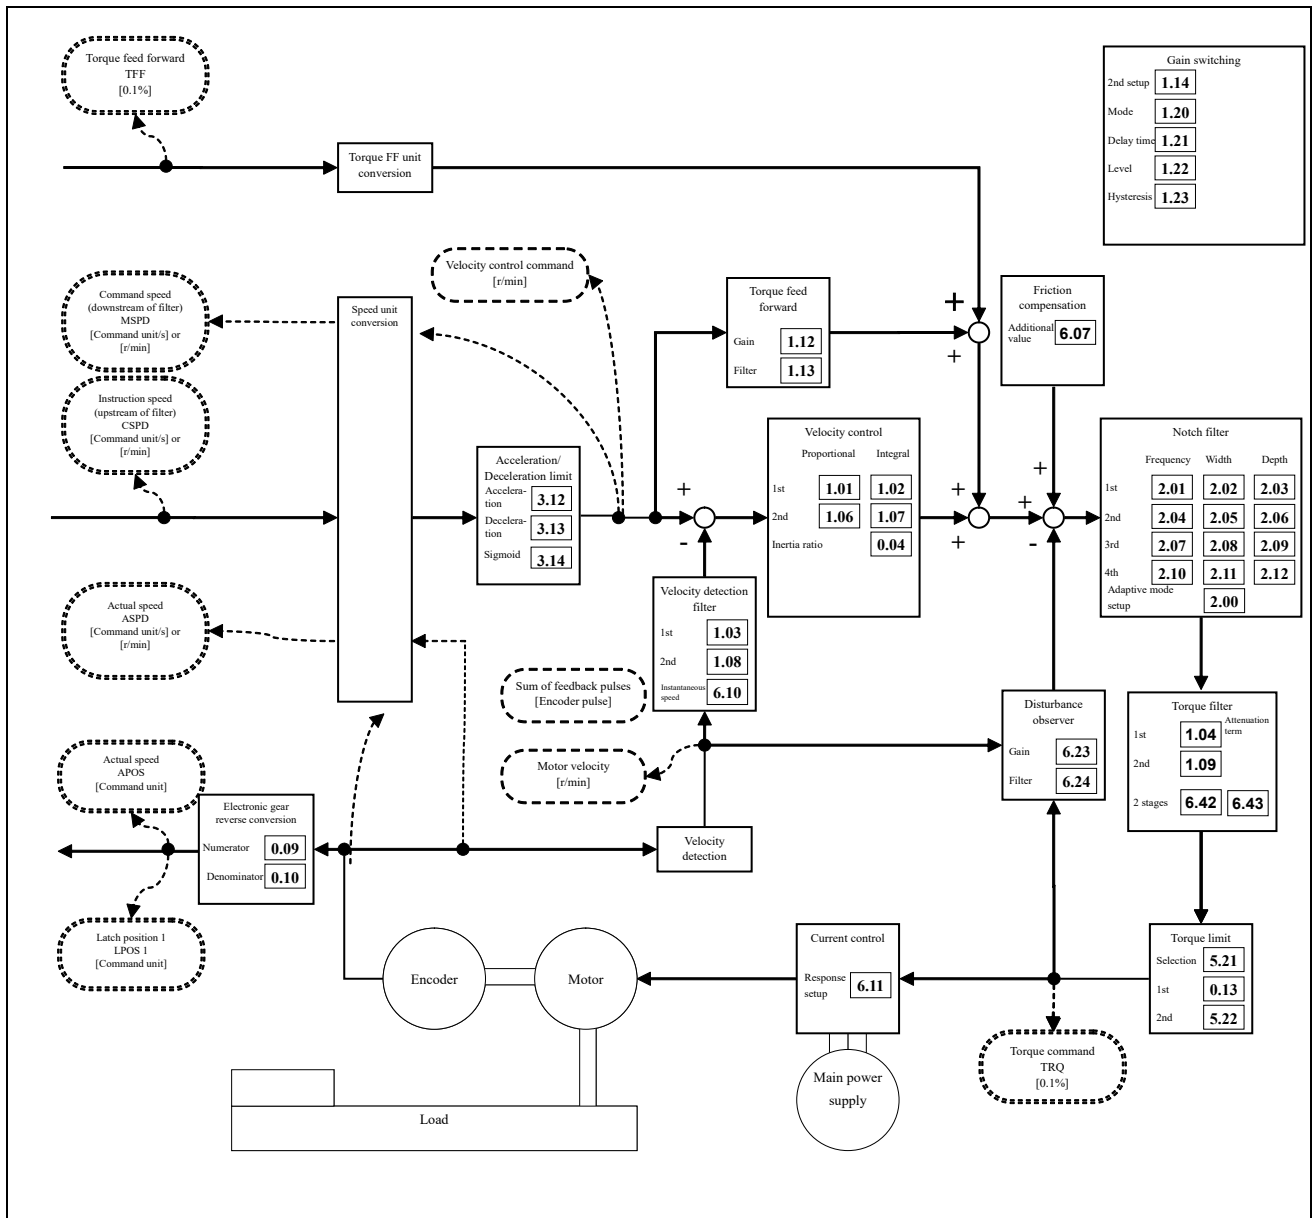 Torque feed forward
TFF
[0.1%]
Gain switching
2nd setup 1.14
Mode 1.20
Delay time 1.21
Level 1.22
Hysteresis 1.23
Torque FF unit
conversion
Velocity control command
[r/min]
Command speed
(downstream of filter)
MSPD
[Command unit/s] or
[r/min]
Speed unit
conversion
Torque feed
forward
Gain 1.12
Filter 1.13
+
+
Friction
compensation
Additional
value 6.07
Instruction speed
(upstream of filter)
CSPD
[Command unit/s] or
[r/min]
Acceleration/
Deceleration limit
Accelera-
tion 3.12
Decelera-
tion 3.13
Sigmoid 3.14
+
-
Velocity control
Proportional Integral
1st 1.01 1.02
2nd 1.06 1.07
Inertia ratio 0.04
+
+
+
+
-
Notch filter
Frequency Width Depth
1st 2.01 2.02 2.03
2nd 2.04 2.05 2.06
3rd 2.07 2.08 2.09
4th 2.10 2.11 2.12
Adaptive mode
setup 2.00
Actual speed
ASPD
[Command unit/s] or
[r/min]
Velocity detection
filter
1st 1.03
2nd 1.08
Instantaneous
speed 6.10
Sum of feedback pulses
[Encoder pulse]
Motor velocity
[r/min]
Disturbance
observer
Gain 6.23
Filter 6.24
Torque filter
1st 1.04 Attenuation
term
2nd 1.09
2 stages 6.42 6.43
Actual speed
APOS
[Command unit]
Electronic gear
reverse conversion
Numerator 0.09
Denominator 0.10
Velocity
detection
Latch position 1
LPOS 1
[Command unit]
Encoder
Motor
Current control
Response
setup 6.11
Torque limit
Selection 5.21
1st 0.13
2nd 5.22
Main power
supply
Torque command
TRQ
[0.1%]
Load